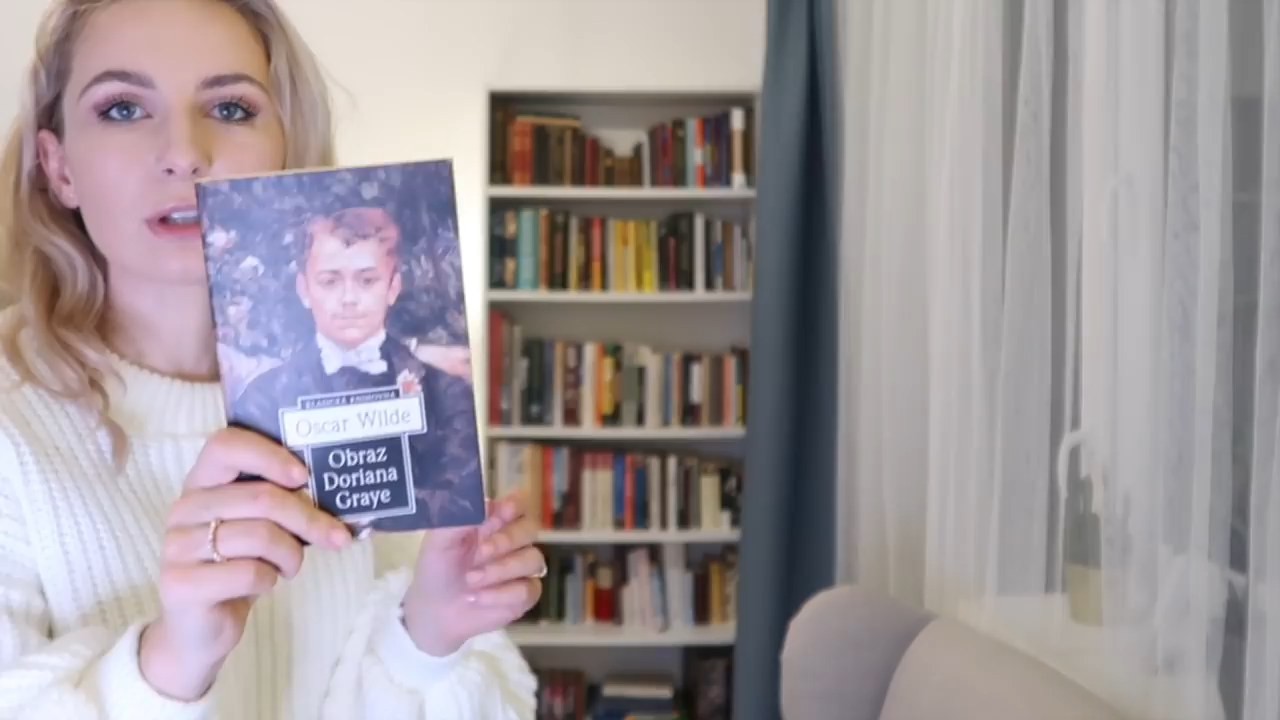 KLASICKÁ KNIHOVNA
Oscar Wilde
Obraz
Doriana
Graye